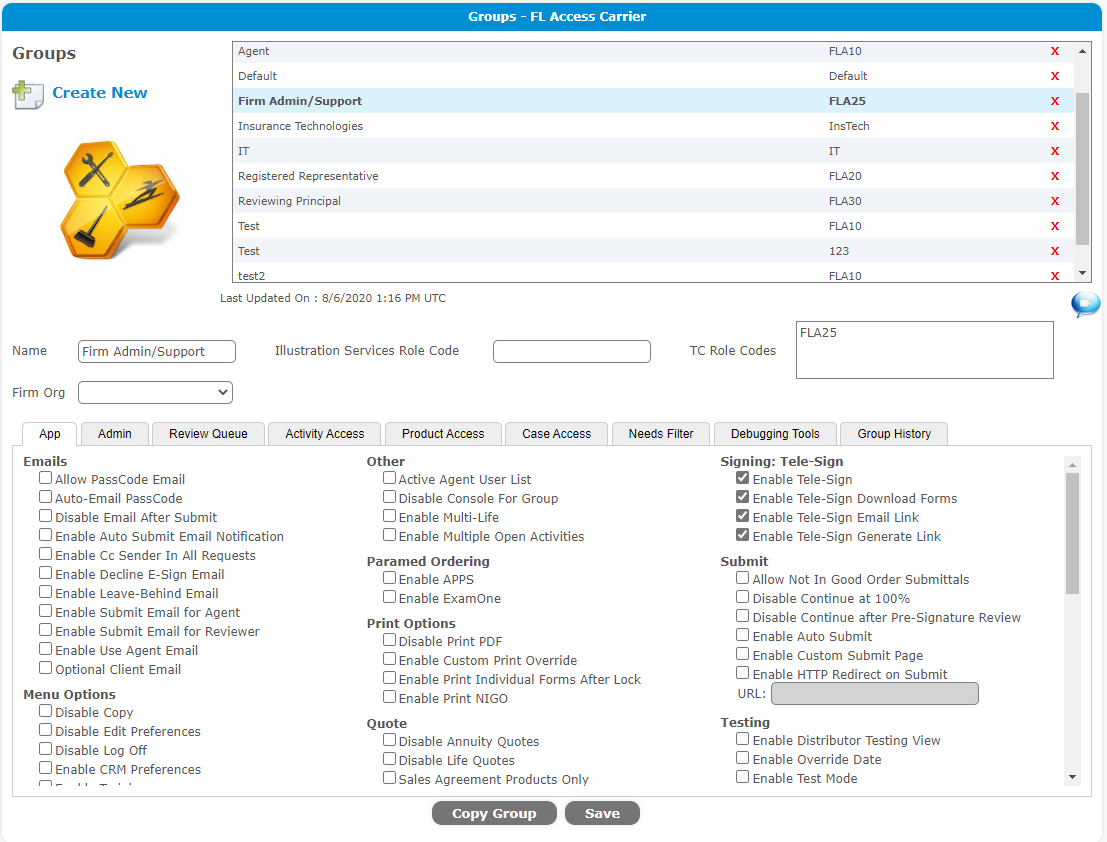 Groups - FL Access Carrier
Groups
Create New
Agent FLA10 X
Default Default X
Firm Admin/Support FLA25 X
Insurance Technologies InsTech X
IT IT X
Registered Representative FLA20 X
Reviewing Principal FLA30 X
Test FLA10 X
Test 123 X
test2 FLA10 X
Last Updated On : 8/6/2020 1:16 PM UTC
Name Firm Admin/Support Illustration Services Role Code TC Role Codes FLA25
Firm Org
App Admin Review Queue Activity Access Product Access Case Access Needs Filter Debugging Tools Group History
Emails
Allow PassCode Email
Auto-Email PassCode
Disable Email After Submit
Enable Auto Submit Email Notification
Enable Cc Sender In All Requests
Enable Decline E-Sign Email
Enable Leave-Behind Email
Enable Submit Email for Agent
Enable Submit Email for Reviewer
Enable Use Agent Email
Optional Client Email
Menu Options
Disable Copy
Disable Edit Preferences
Disable Log Off
Enable CRM Preferences
Other
Active Agent User List
Disable Console For Group
Enable Multi-Life
Enable Multiple Open Activities
Paramed Ordering
Enable APPS
Enable ExamOne
Print Options
Disable Print PDF
Enable Custom Print Override
Enable Print Individual Forms After Lock
Enable Print NIGO
Quote
Disable Annuity Quotes
Disable Life Quotes
Sales Agreement Products Only
Signing: Tele-Sign
Enable Tele-Sign
Enable Tele-Sign Download Forms
Enable Tele-Sign Email Link
Enable Tele-Sign Generate Link
Submit
Allow Not In Good Order Submittals
Disable Continue at 100%
Disable Continue after Pre-Signature Review
Enable Auto Submit
Enable Custom Submit Page
Enable HTTP Redirect on Submit
URL:
Testing
Enable Distributor Testing View
Enable Override Date
Enable Test Mode
Copy Group Save